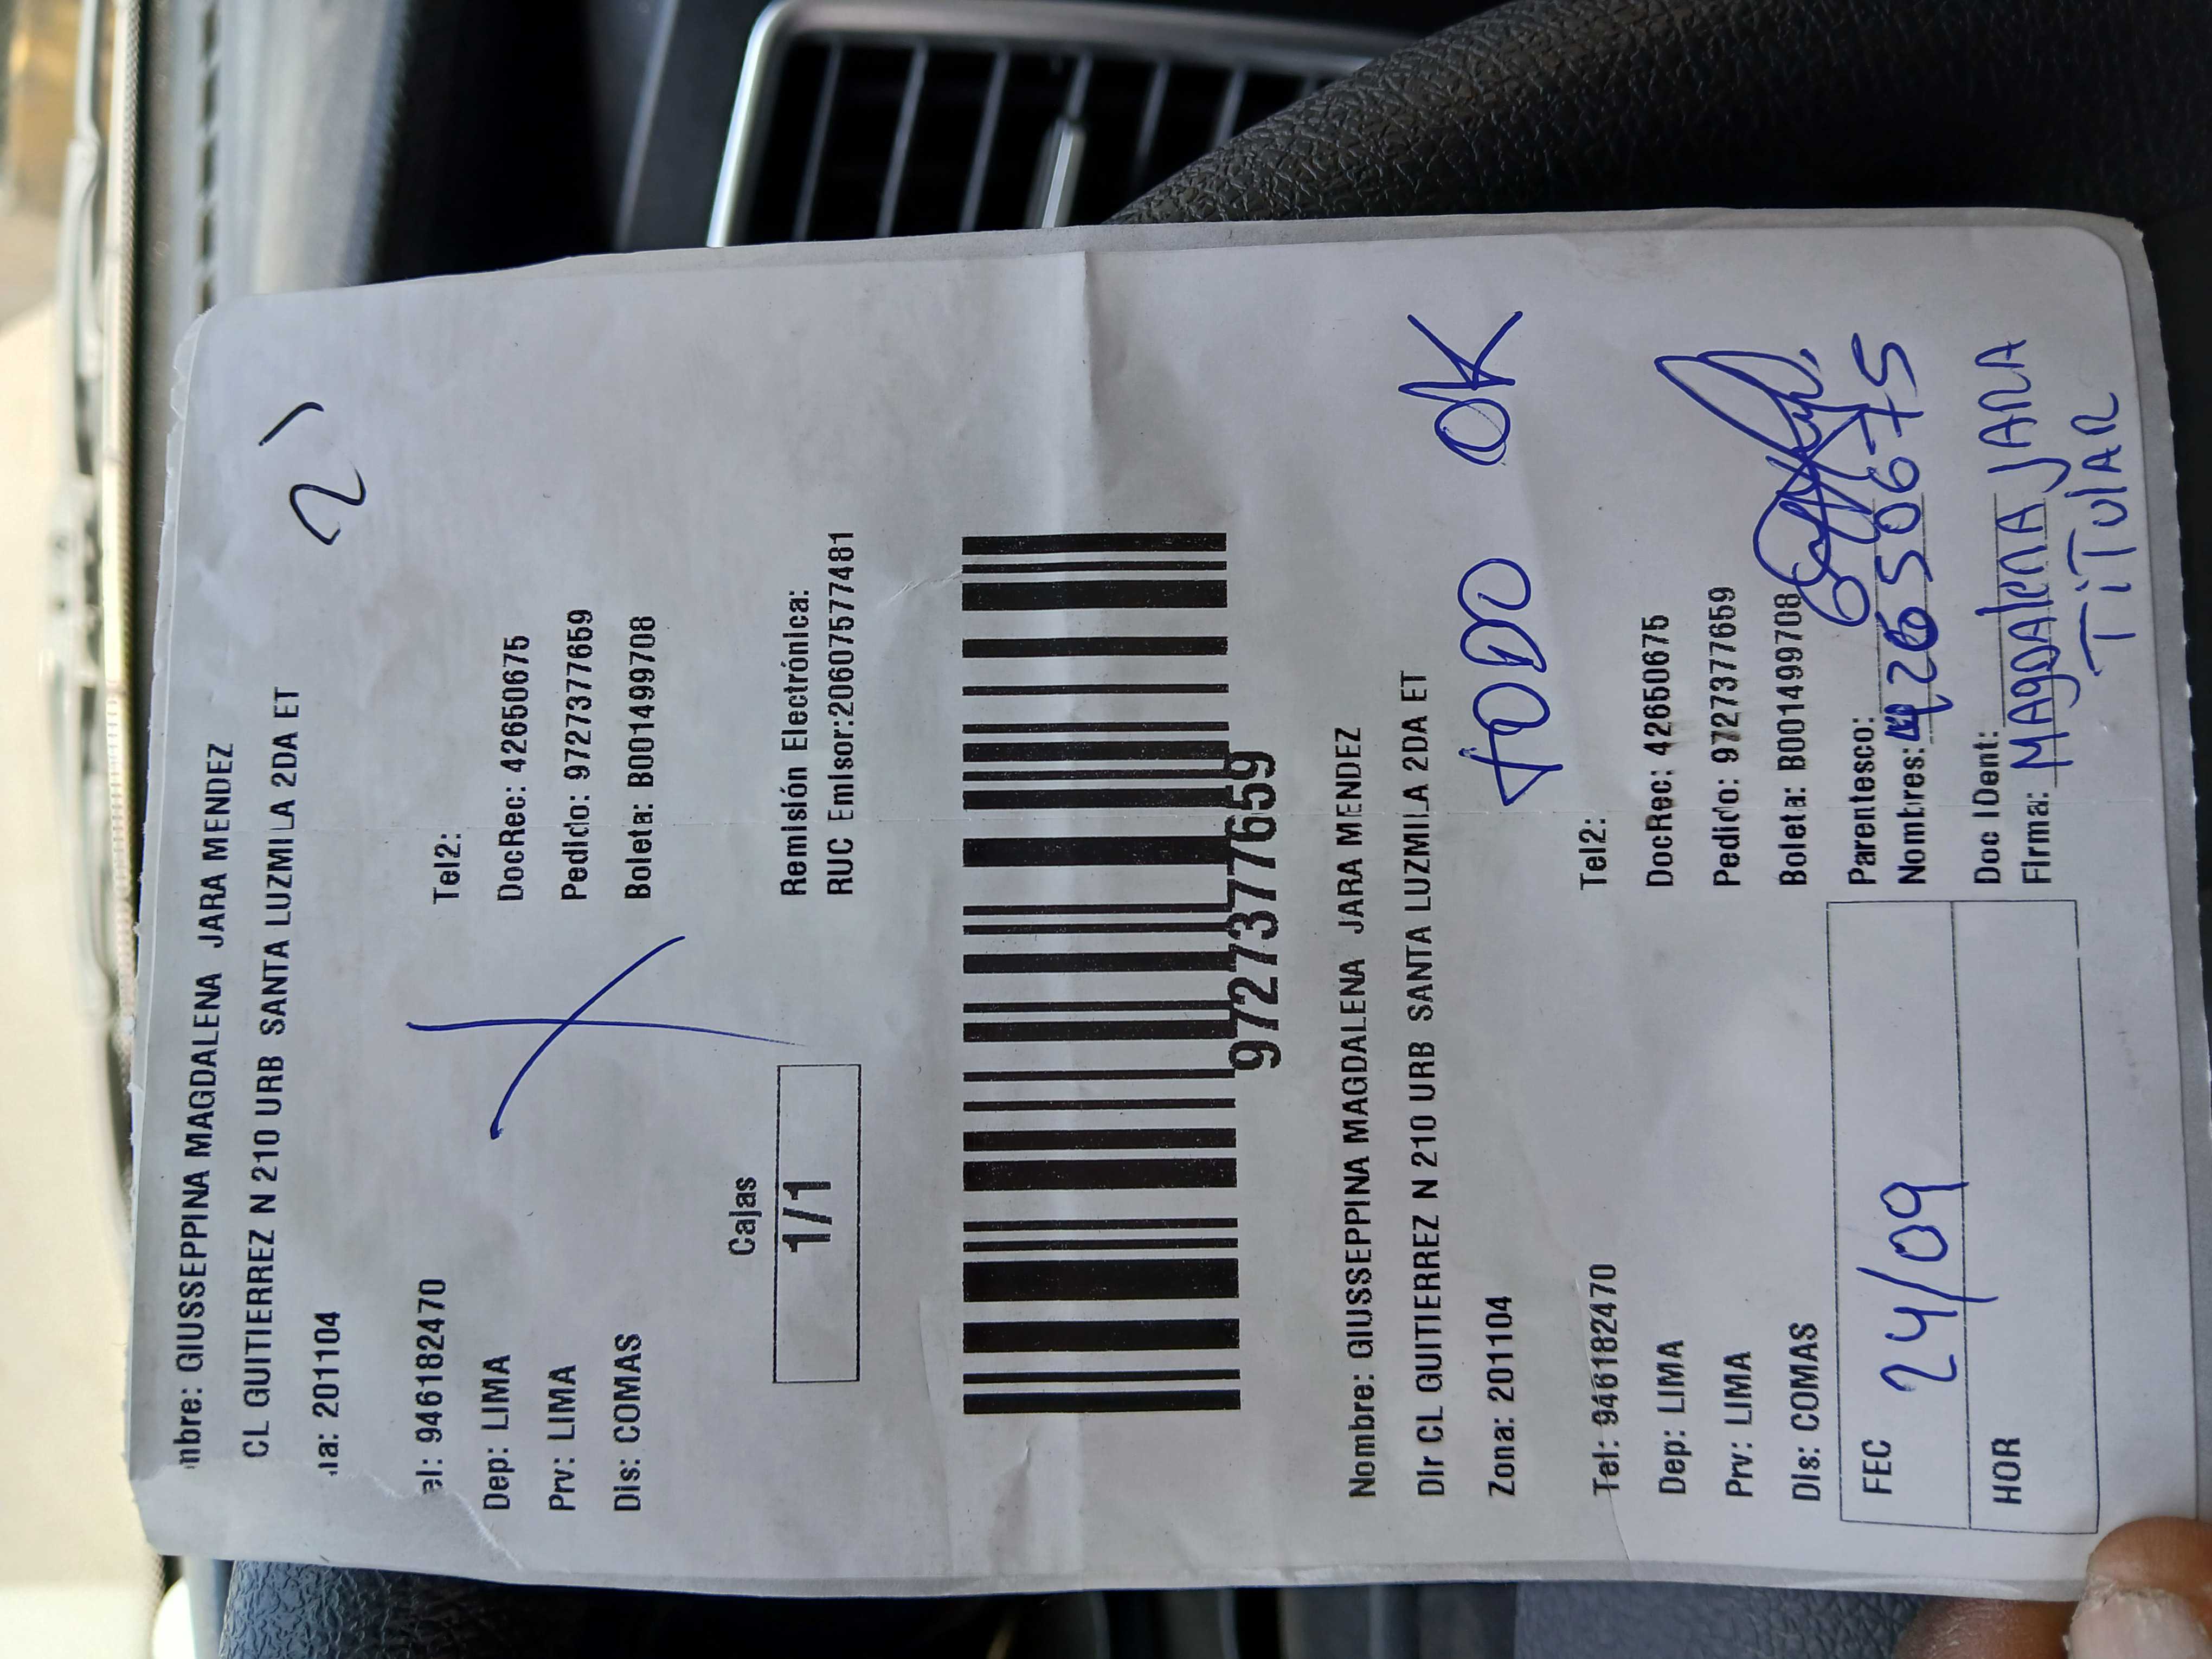 mbre: GIUSSEPPINA MAGDALENA JARA MENDEZ
CL GUITIERREZ N 210 URB SANTA LUZMILA 2DA ET
na: 201104
21
el: 946182470 Tel2:
Dep: LIMA DocRec: 42650675
Prv: LIMA Pedido: 9727377659
Dis: COMAS Boleta: B001499708
Cajas
1/1
Remisión Electrónica:
RUC Emisor:20607577481
9727377659
Nombre: GIUSSEPPINA MAGDALENA JARA MENDEZ
Dir CL GUITIERREZ N 210 URB SANTA LUZMILA 2DA ET
Zona: 201104
TODO OK
Tel: 946182470 Tel2:
Dep: LIMA DocRec: 42650675
Prv: LIMA Pedido: 9727377659
Dis: COMAS Boleta: B001499708
FEC 24/09
HOR
Parentesco:
Nombres: 42650675
Doc IDent:
Firma: MAgDAlenA JARA
TiTulAR